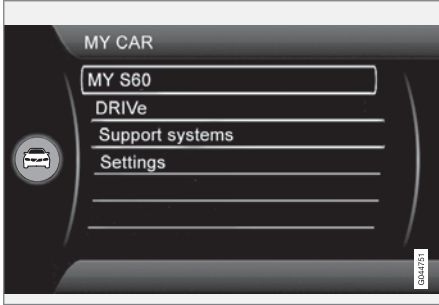 MY CAR
MY S60
DRIVe
Support systems
Settings
G044751